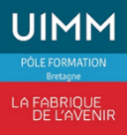 UIMM
PÔLE FORMATION
Bretagne
LA FABRIQUE
DE L'AVENIR